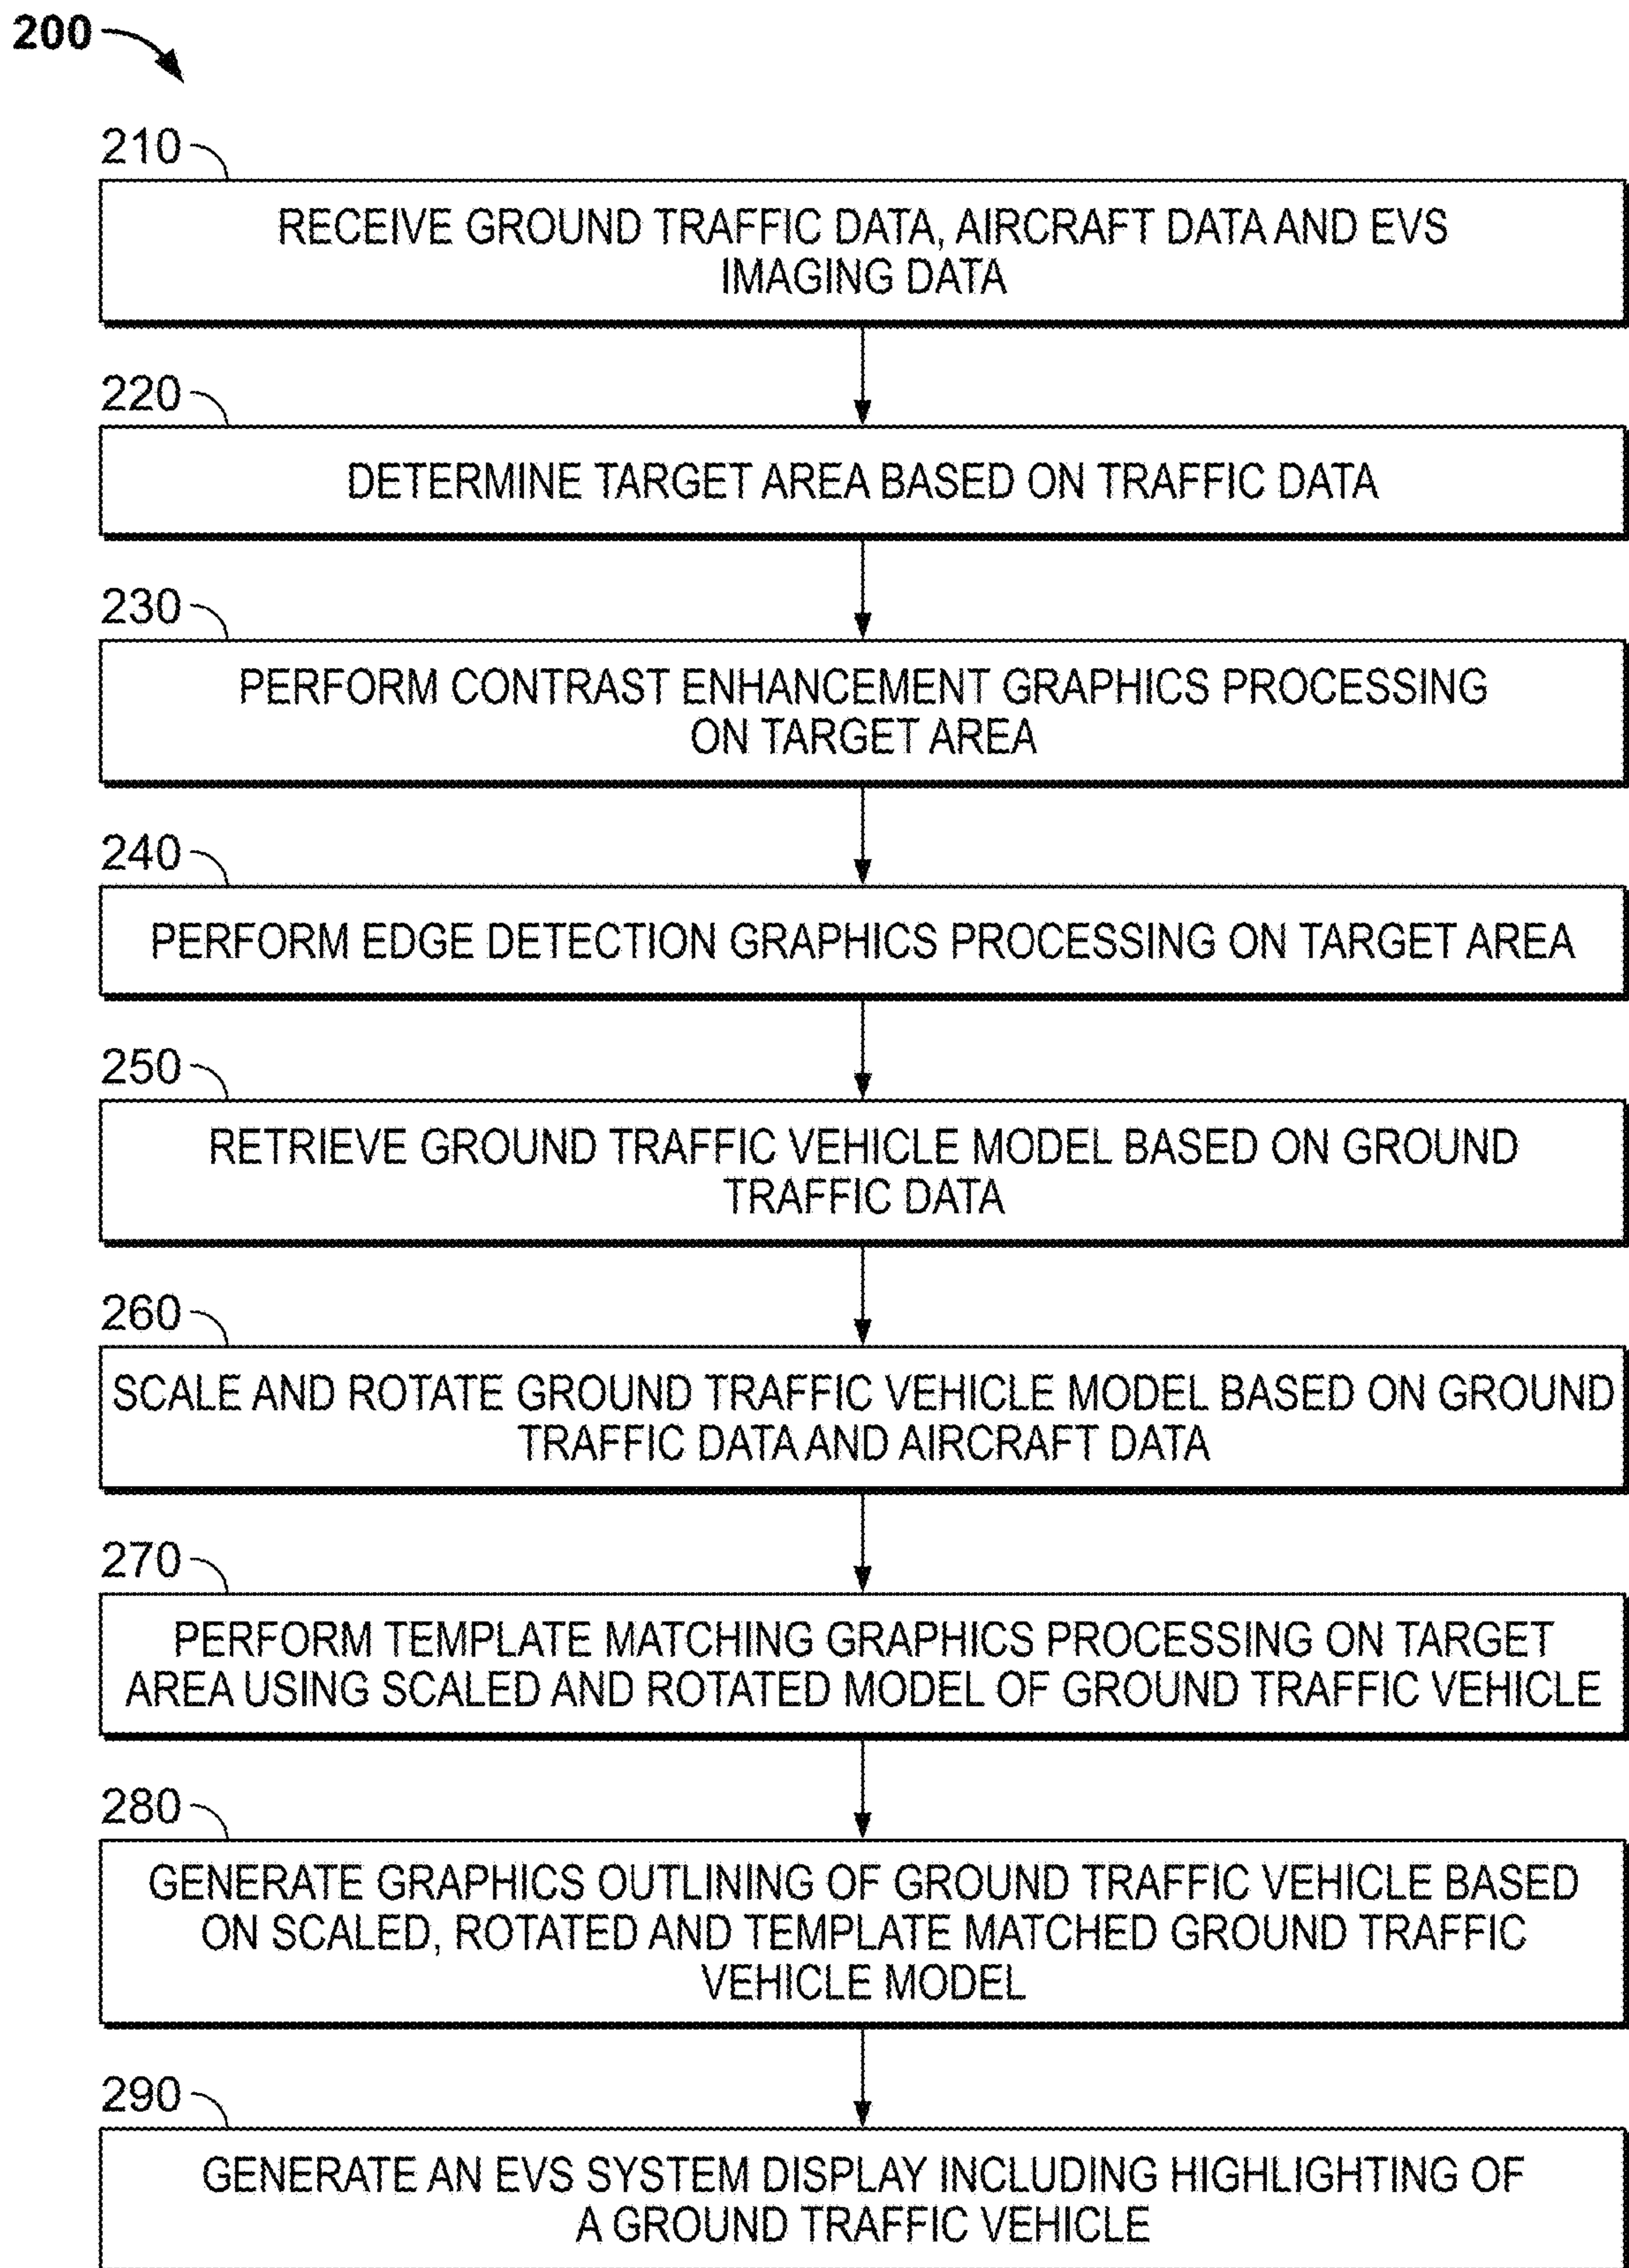 200
210
RECEIVE GROUND TRAFFIC DATA, AIRCRAFT DATA AND EVS
IMAGING DATA
220
DETERMINE TARGET AREA BASED ON TRAFFIC DATA
230
PERFORM CONTRAST ENHANCEMENT GRAPHICS PROCESSING
ON TARGET AREA
240
PERFORM EDGE DETECTION GRAPHICS PROCESSING ON TARGET AREA
250
RETRIEVE GROUND TRAFFIC VEHICLE MODEL BASED ON GROUND
TRAFFIC DATA
260
SCALE AND ROTATE GROUND TRAFFIC VEHICLE MODEL BASED ON GROUND
TRAFFIC DATA AND AIRCRAFT DATA
270
PERFORM TEMPLATE MATCHING GRAPHICS PROCESSING ON TARGET
AREA USING SCALED AND ROTATED MODEL OF GROUND TRAFFIC VEHICLE
280
GENERATE GRAPHICS OUTLINING OF GROUND TRAFFIC VEHICLE BASED
ON SCALED, ROTATED AND TEMPLATE MATCHED GROUND TRAFFIC
VEHICLE MODEL
290
GENERATE AN EVS SYSTEM DISPLAY INCLUDING HIGHLIGHTING OF
A GROUND TRAFFIC VEHICLE